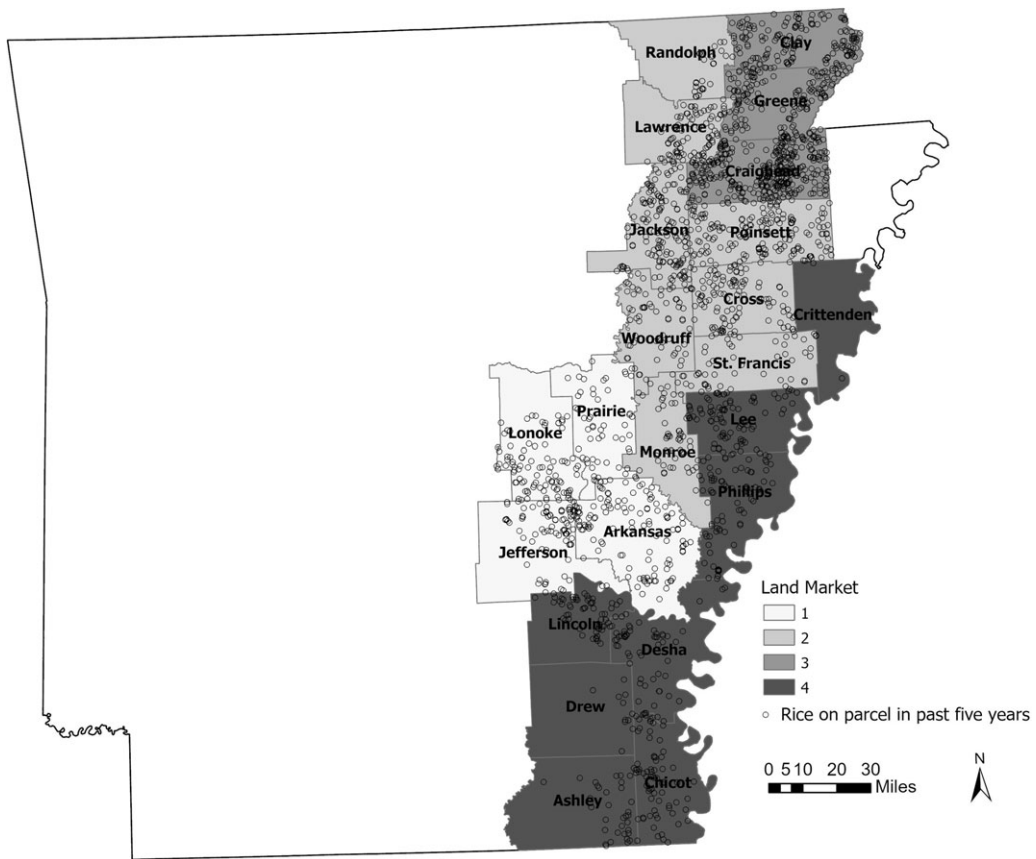 Randolph
Clay
Greene
Lawrence
Craighead
Jackson
Poinsett
Cross
Crittenden
Woodruff
St. Francis
Prairie
Lee
Lonoke
Monroe
Phillips
Arkansas
Jefferson
Land Market
1
2
3
4
Rice on parcel in past five years
Lincoln
Desha
Drew
Chicot
Ashley
N
0 5 10 20 30
Miles